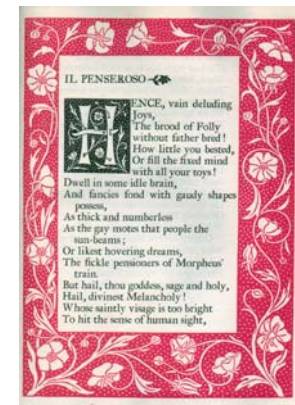 IL PENSEROSO
HENCE, vain deluding
Joys,
The brood of Folly
without father bred!
How little you bested,
Or fill the fixed mind
with all your toys!
Dwell in some idle brain,
And fancies fond with gaudy shapes
possess,
As thick and numberless
As the gay motes that people the
sun-beams;
Or likest hovering dreams,
The fickle pensioners of Morpheus'
train.
But hail, thou goddess, sage and holy,
Hail, divinest Melancholy!
Whose saintly visage is too bright
To hit the sense of human sight,